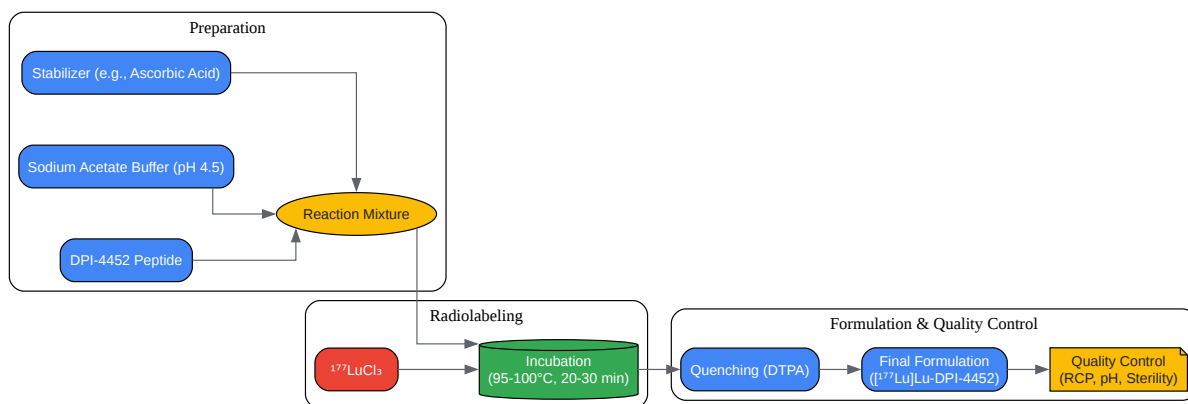 Preparation
Stabilizer (e.g., Ascorbic Acid)
Sodium Acetate Buffer (pH 4.5)
Reaction Mixture
DPI-4452 Peptide
Radiolabeling
¹⁷⁷LuCl₃
Incubation
(95-100°C, 20-30 min)
Formulation & Quality Control
Quenching (DTPA)
Final Formulation
([¹⁷⁷Lu]Lu-DPI-4452)
Quality Control
(RCP, pH, Sterility)